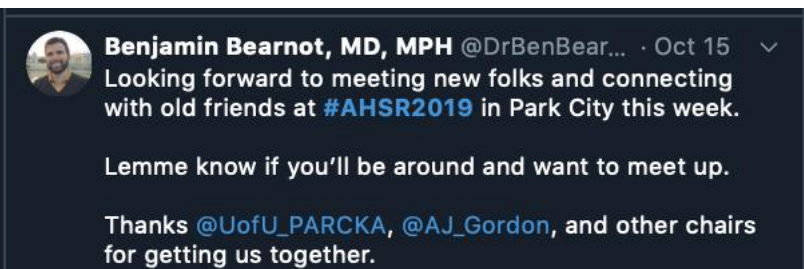 Benjamin Bearnot, MD, MPH @DrBenBear... · Oct 15
Looking forward to meeting new folks and connecting
with old friends at #AHSR2019 in Park City this week.
Lemme know if you'll be around and want to meet up.
Thanks @UofU_PARCKA, @AJ_Gordon, and other chairs
for getting us together.